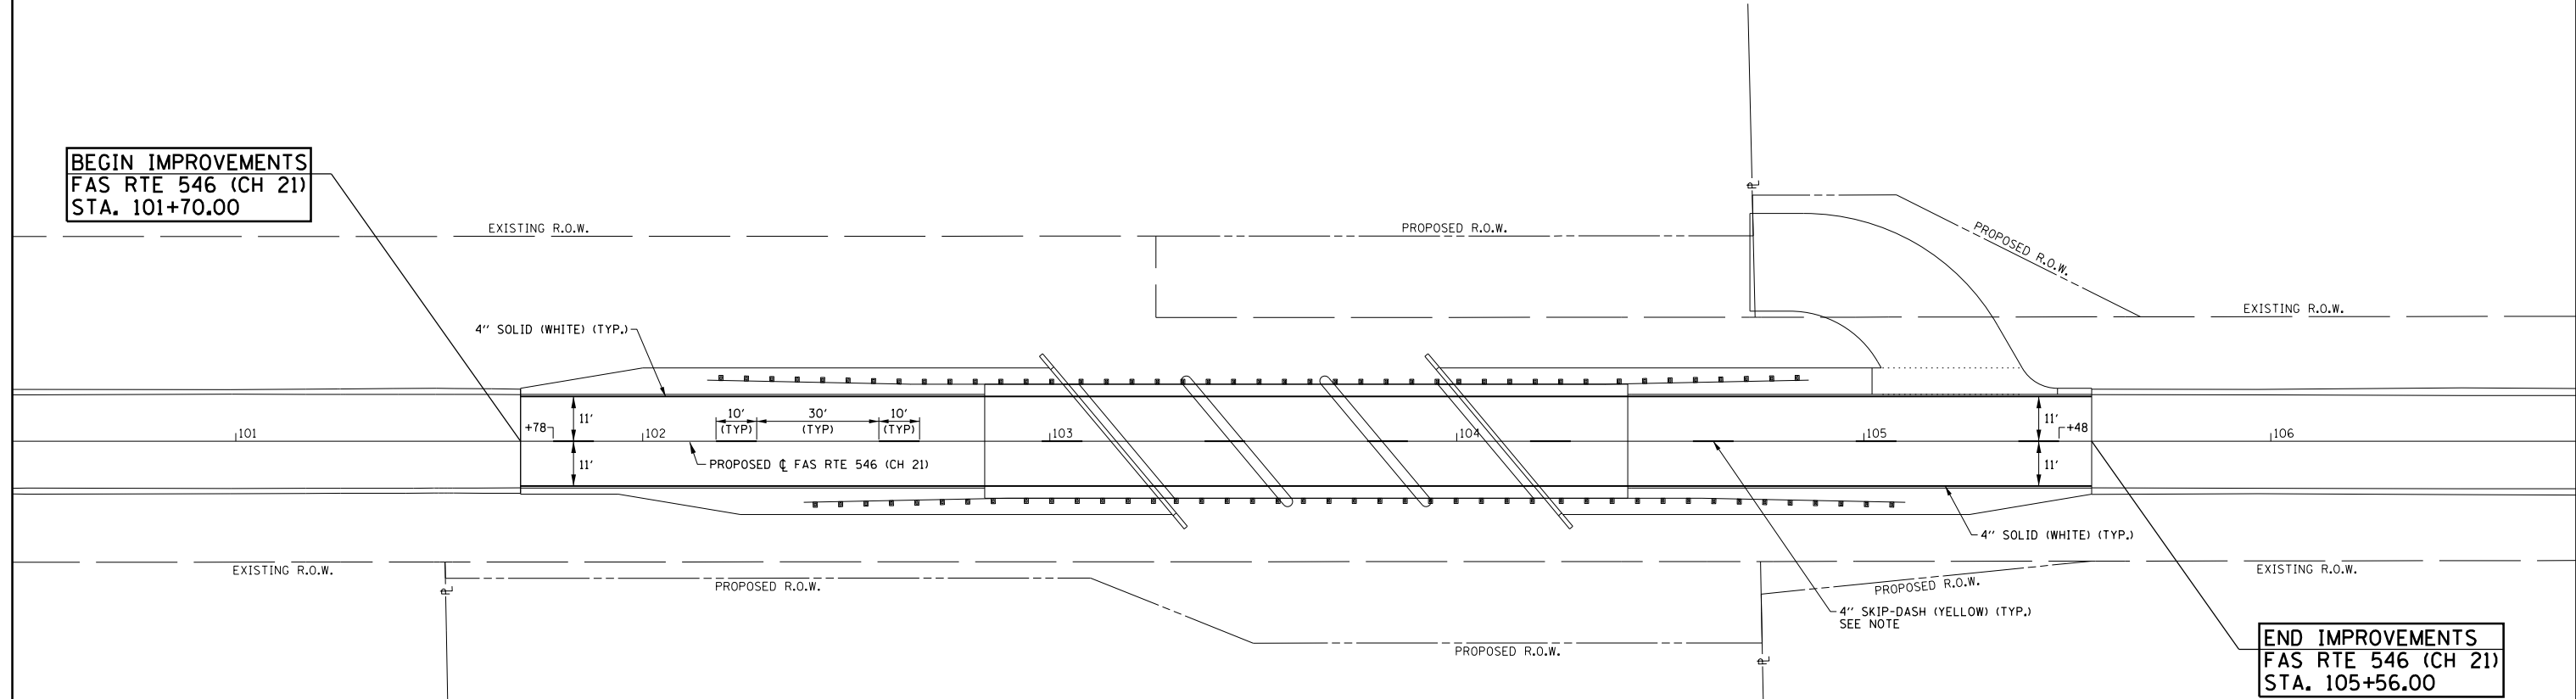 BEGIN IMPROVEMENTS
FAS RTE 546 (CH 21)
STA. 101+70.00
EXISTING R.O.W.
PROPOSED R.O.W.
PL
PROPOSED R.O.W.
EXISTING R.O.W.
4" SOLID (WHITE) (TYP.)
10'
(TYP)
30'
(TYP)
10'
(TYP)
11'
11'
101
+78
102
103
104
105
+48
106
11'
11'
PROPOSED ℄ FAS RTE 546 (CH 21)
4" SOLID (WHITE) (TYP.)
EXISTING R.O.W.
PL
PROPOSED R.O.W.
PROPOSED R.O.W.
EXISTING R.O.W.
4" SKIP-DASH (YELLOW) (TYP.)
SEE NOTE
PROPOSED R.O.W.
PL
END IMPROVEMENTS
FAS RTE 546 (CH 21)
STA. 105+56.00